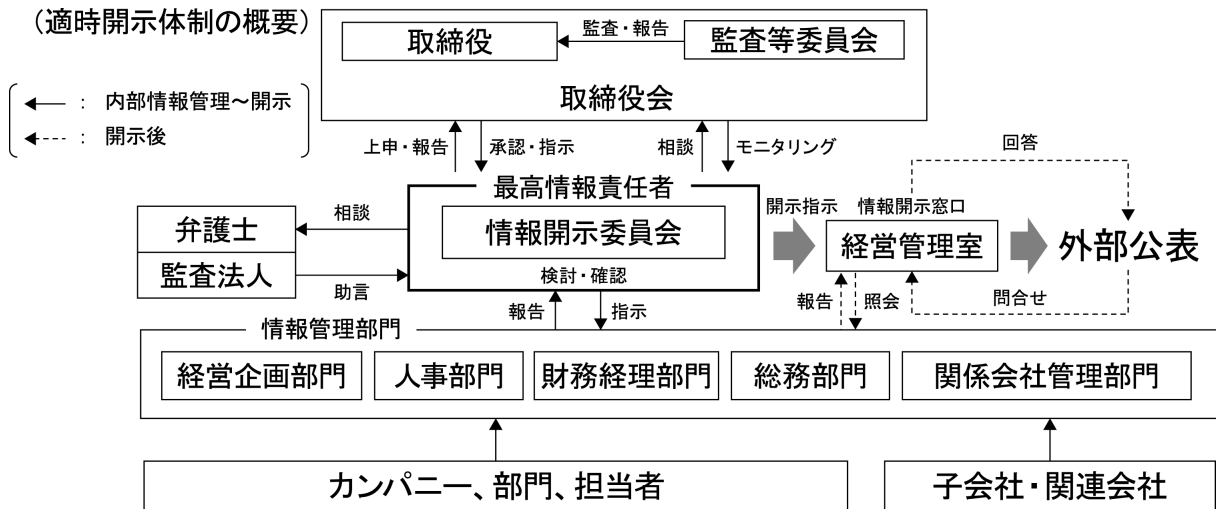 (適時開示体制の概要)
取締役
監査・報告
監査等委員会
取締役会
: 内部情報管理~開示
: 開示後
上申・報告
承認・指示
相談
モニタリング
回答
最高情報責任者
情報開示委員会
検討・確認
弁護士
監査法人
相談
助言
開示指示
情報開示窓口
経営管理室
外部公表
報告
照会
問合せ
報告
指示
情報管理部門
経営企画部門
人事部門
財務経理部門
総務部門
関係会社管理部門
カンパニー、部門、担当者
子会社・関連会社